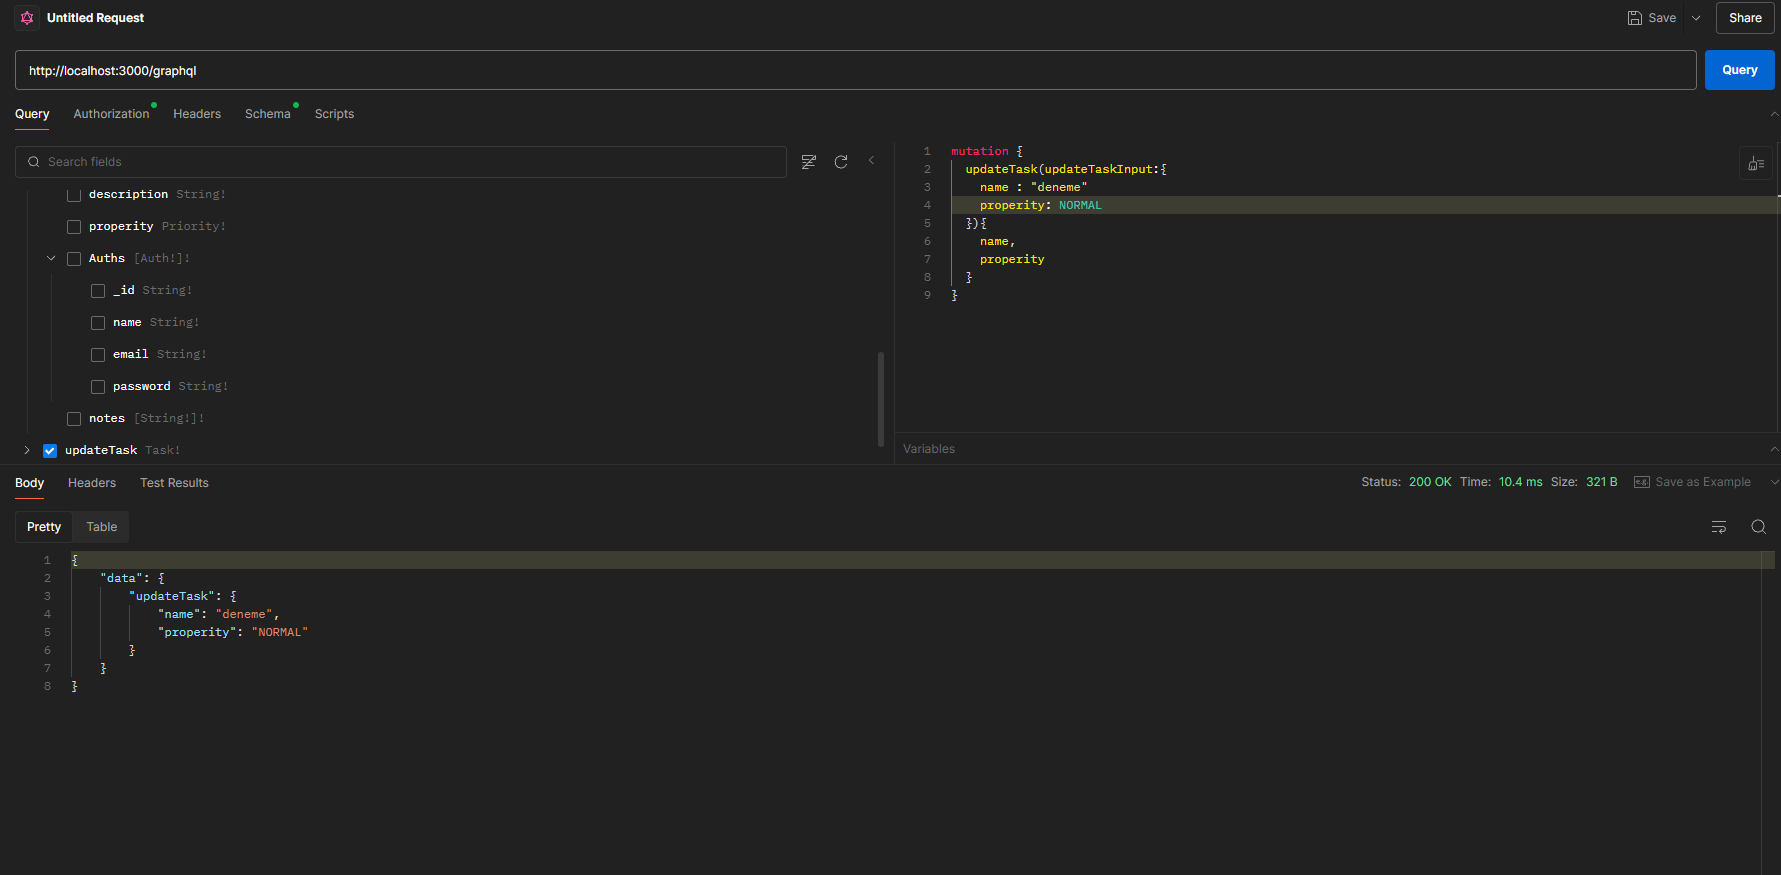 Untitled Request
Save
Share
http://localhost:3000/graphql
Query
Query
Authorization
Headers
Schema
Scripts
Search fields
description String!
properity Priority!
Auths [Auth!]!
_id String!
name String!
email String!
password String!
notes [String!]!
updateTask Task!
1 mutation {
2 updateTask(updateTaskInput:{
3 name : "deneme"
4 properity: NORMAL
5 }){
6 name,
7 properity
8 }
9 }
Variables
Body
Headers
Test Results
Status: 200 OK Time: 10.4 ms Size: 321 B
e.g. Save as Example
Pretty
Table
1 {
2 "data": {
3 "updateTask": {
4 "name": "deneme",
5 "properity": "NORMAL"
6 }
7 }
8 }